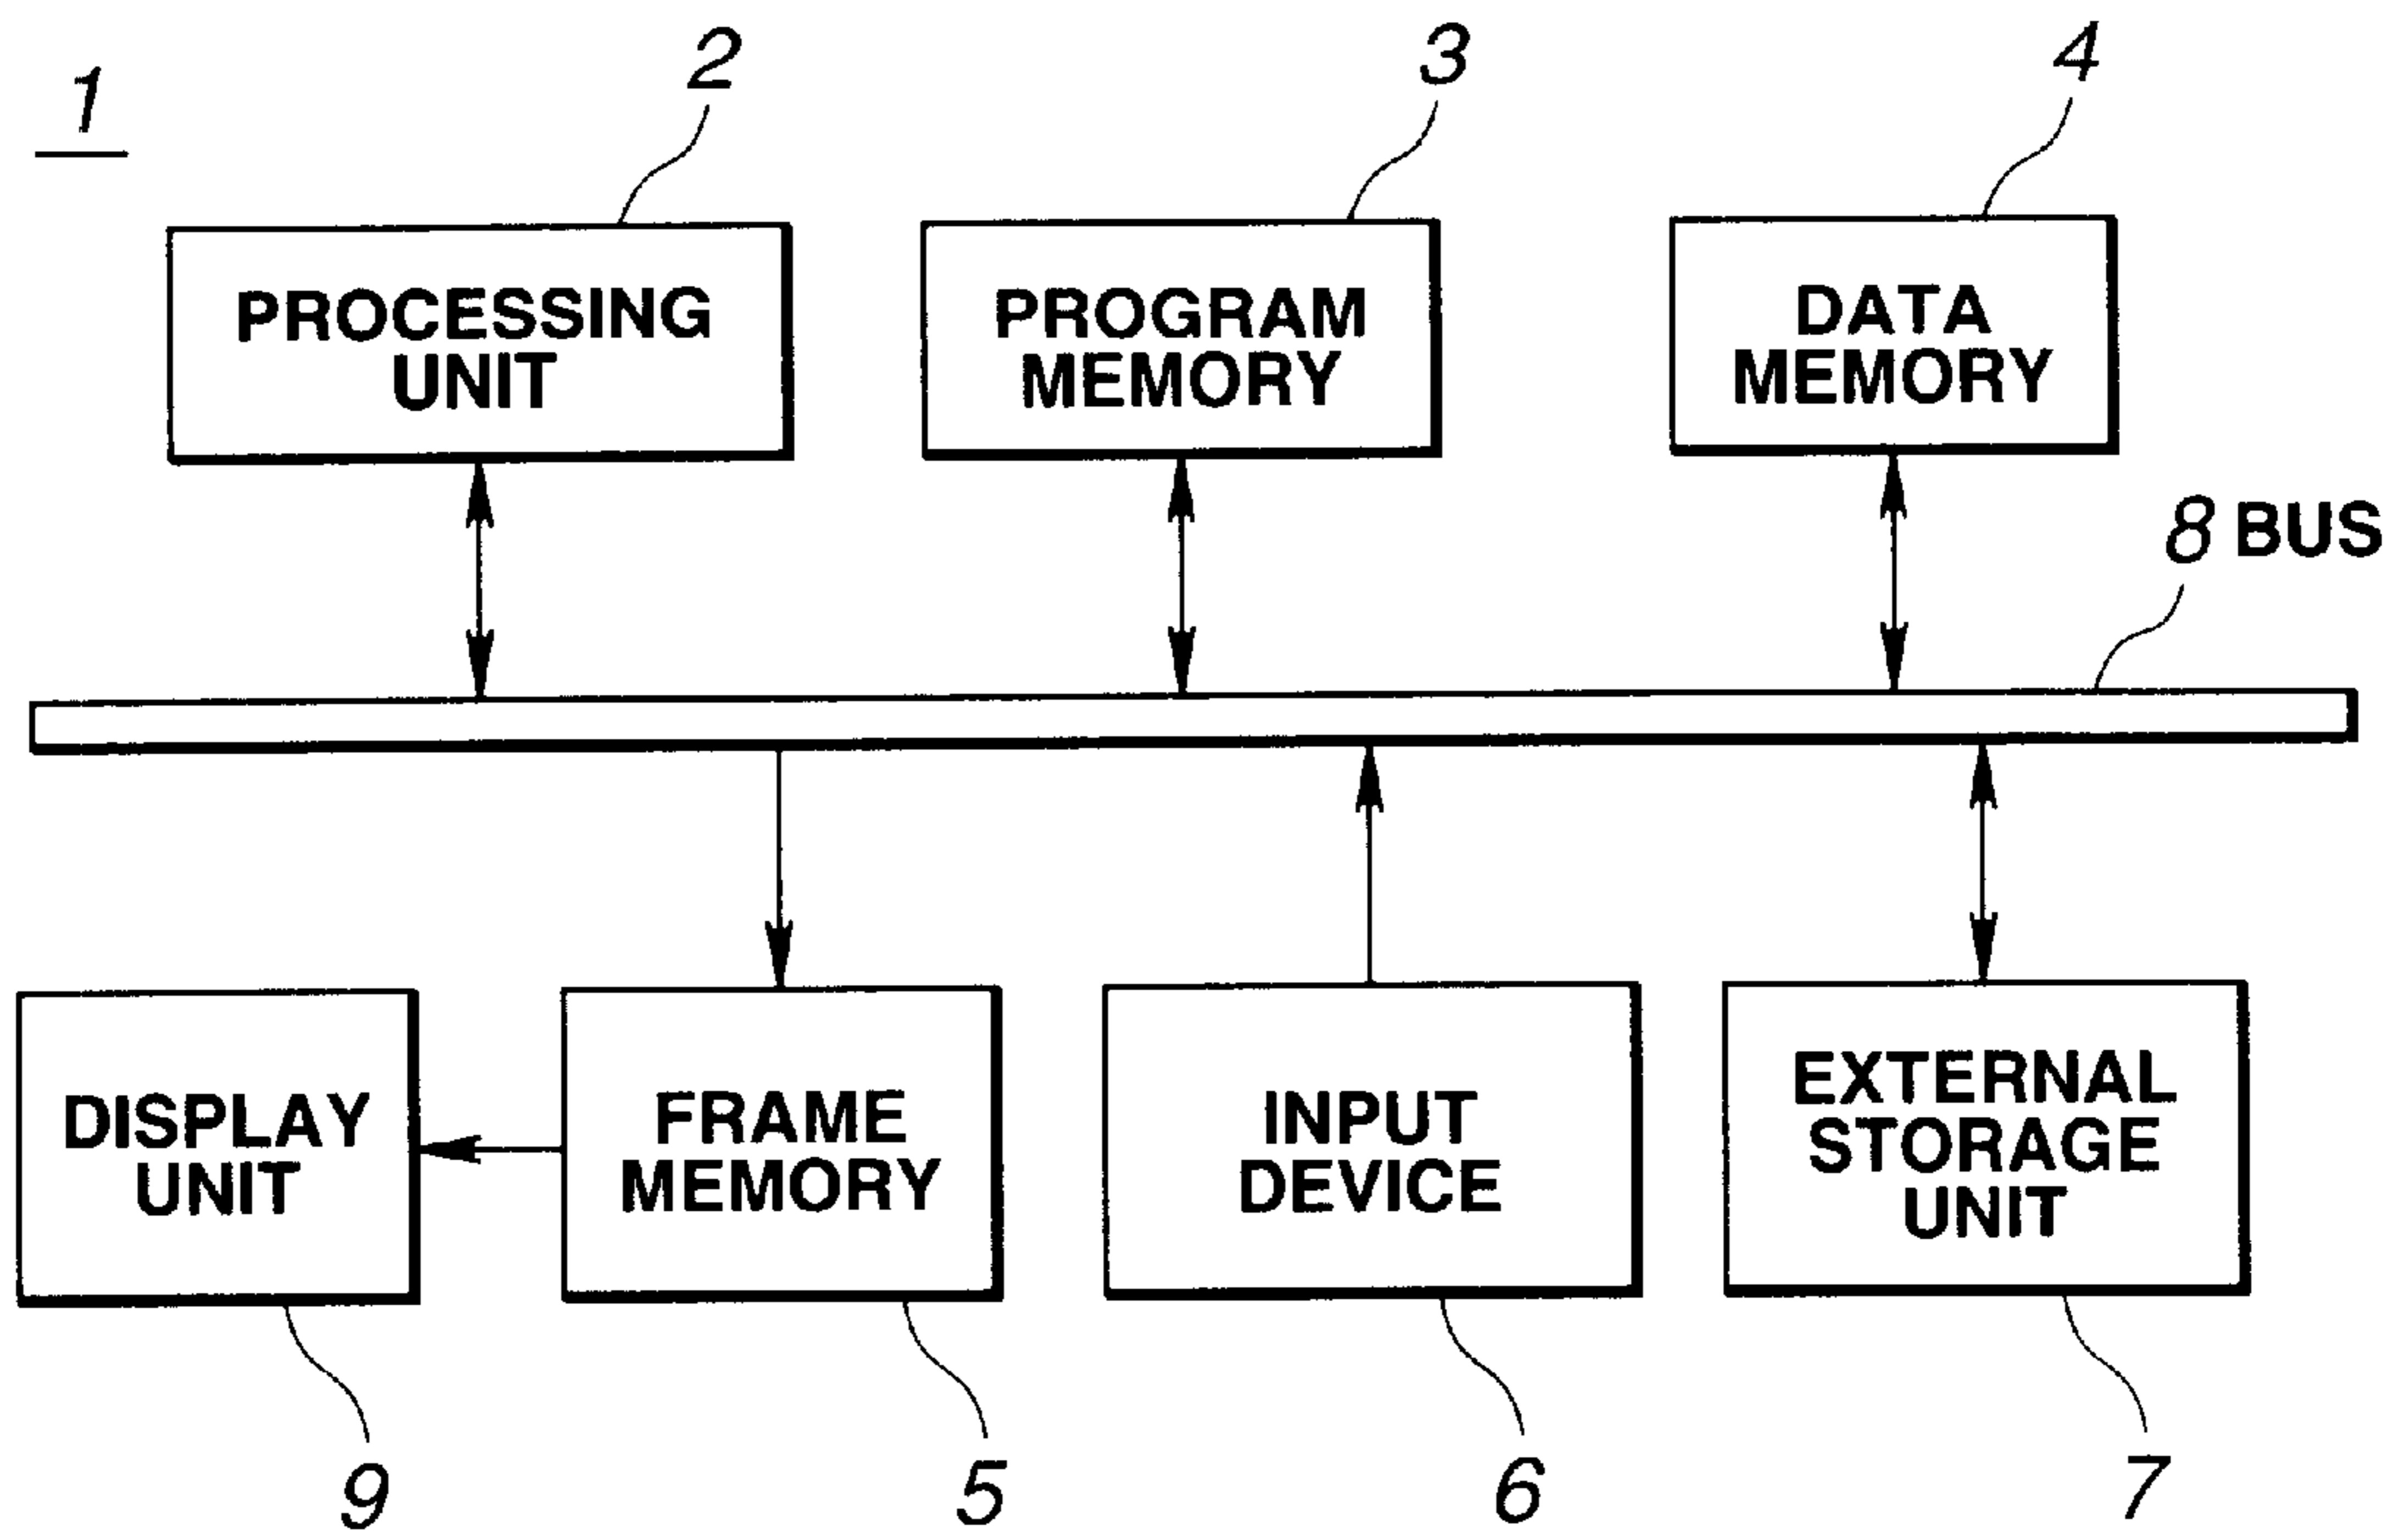 1
2
3
4
PROCESSING
UNIT
PROGRAM
MEMORY
DATA
MEMORY
8 BUS
DISPLAY
UNIT
FRAME
MEMORY
INPUT
DEVICE
EXTERNAL
STORAGE
UNIT
9
5
6
7